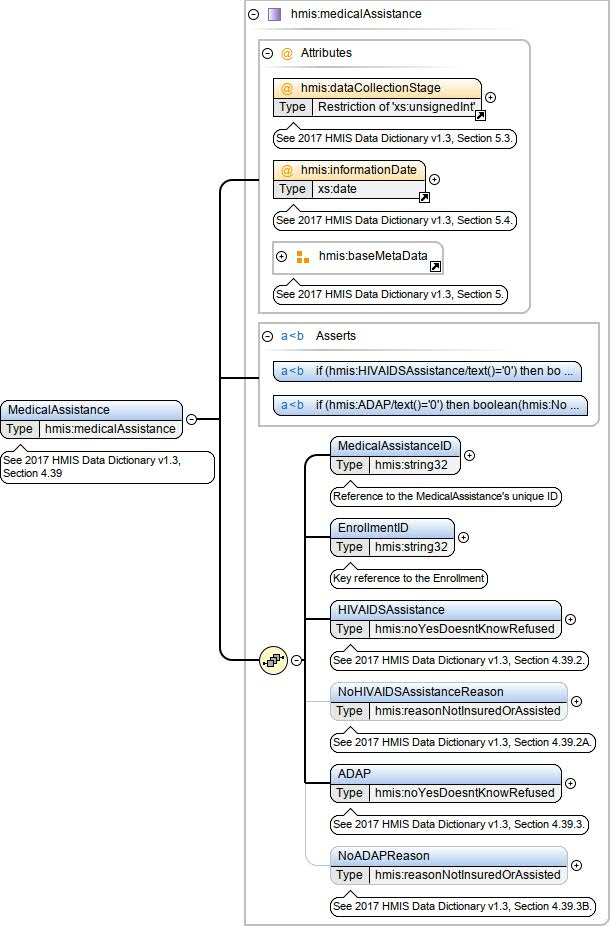 hmis:medicalAssistance
@ Attributes
@ hmis:dataCollectionStage
Type Restriction of 'xs:unsignedInt'
See 2017 HMIS Data Dictionary v1.3, Section 5.3.
@ hmis:informationDate
Type xs:date
See 2017 HMIS Data Dictionary v1.3, Section 5.4.
hmis:baseMetaData
See 2017 HMIS Data Dictionary v1.3, Section 5.
a<b Asserts
a<b if (hmis:HIVAIDSAssistance/text()='0') then bo ...
a<b if (hmis:ADAP/text()='0') then boolean(hmis:No ...
MedicalAssistance
Type hmis:medicalAssistance
See 2017 HMIS Data Dictionary v1.3,
Section 4.39
MedicalAssistanceID
Type hmis:string32
Reference to the MedicalAssistance's unique ID
EnrollmentID
Type hmis:string32
Key reference to the Enrollment
HIVAIDSAssistance
Type hmis:noYesDoesntKnowRefused
See 2017 HMIS Data Dictionary v1.3, Section 4.39.2.
NoHIVAIDSAssistanceReason
Type hmis:reasonNotInsuredOrAssisted
See 2017 HMIS Data Dictionary v1.3, Section 4.39.2A.
ADAP
Type hmis:noYesDoesntKnowRefused
See 2017 HMIS Data Dictionary v1.3, Section 4.39.3.
NoADAPReason
Type hmis:reasonNotInsuredOrAssisted
See 2017 HMIS Data Dictionary v1.3, Section 4.39.3B.